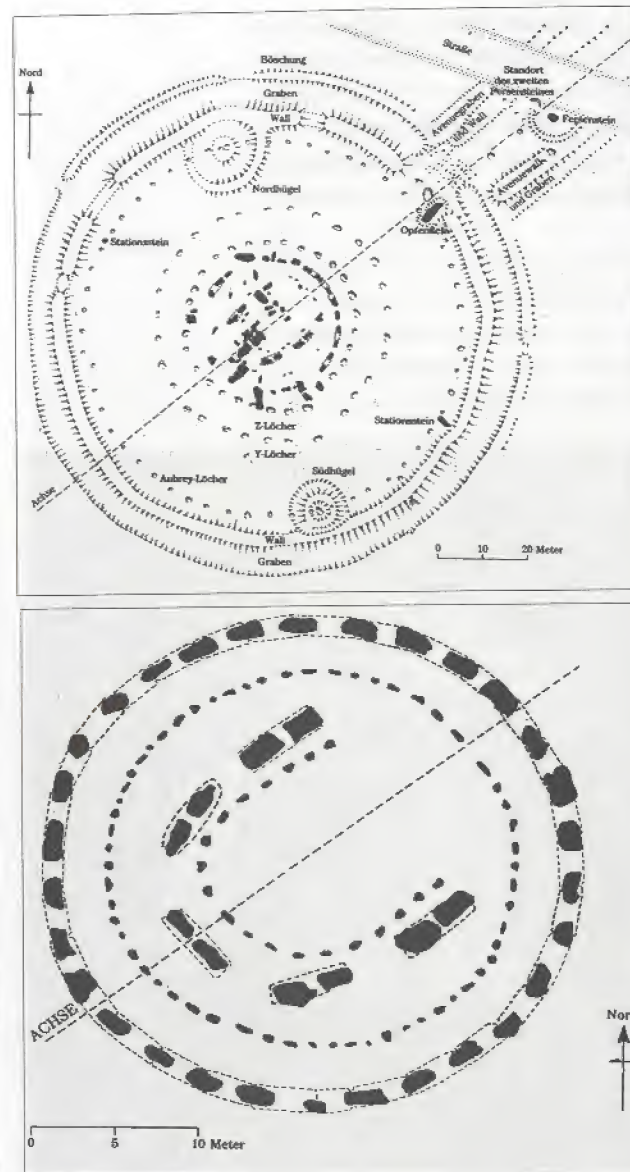 Nord
Böschung
Graben
Wall
Nordhügel
Straße
Standort
des zweiten
Fersensteines
Fersenstein
Avenuegraben
und Wall
Avenuewall
und Graben
Opferstein
Stationsstein
Stationsstein
Z-Löcher
Y-Löcher
Aubrey-Löcher
Südhügel
Achse
Wall
Graben
0 10 20 Meter
ACHSE
Nor
0 5 10 Meter